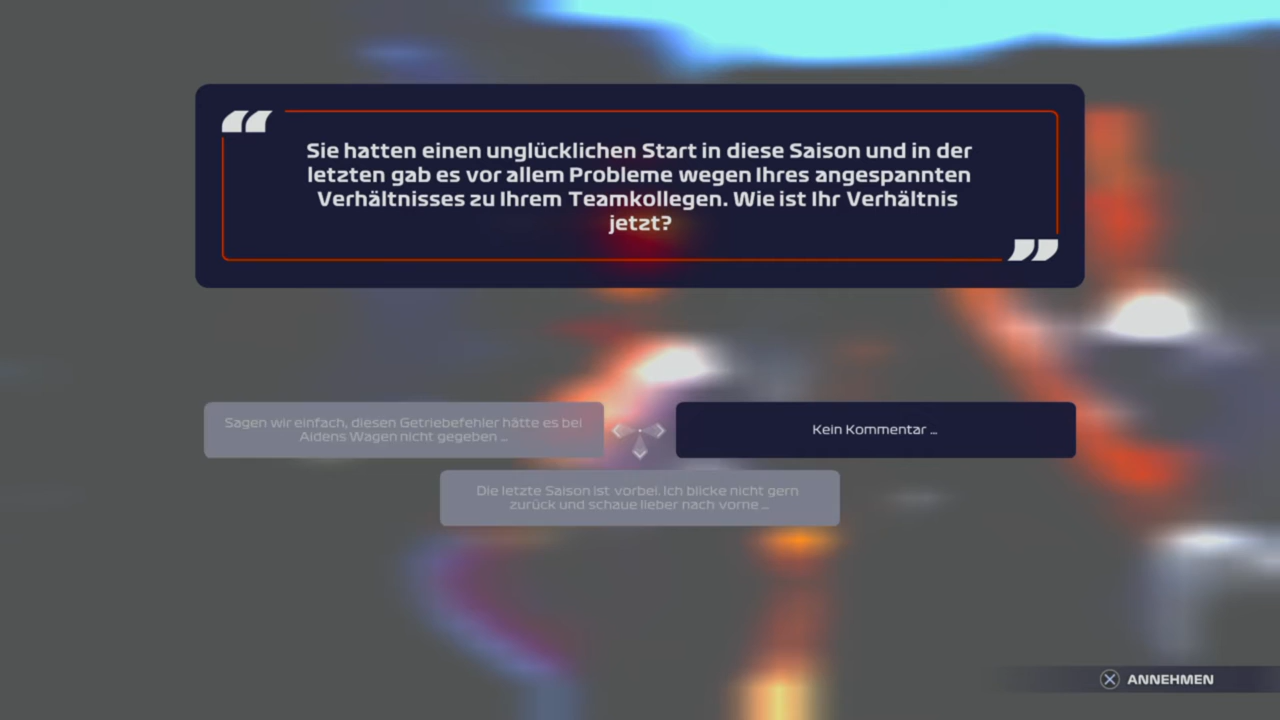 Sie hatten einen unglücklichen Start in diese Saison und in der
letzten gab es vor allem Probleme wegen Ihres angespannten
Verhältnisses zu Ihrem Teamkollegen. Wie ist Ihr Verhältnis
jetzt?
Sagen wir einfach, diesen Getriebefehler hätte es bei
Aidens Wagen nicht gegeben ...
Kein Kommentar ...
Die letzte Saison ist vorbei. Ich blicke nicht gern
zurück und schaue lieber nach vorne ...
ANNEHMEN